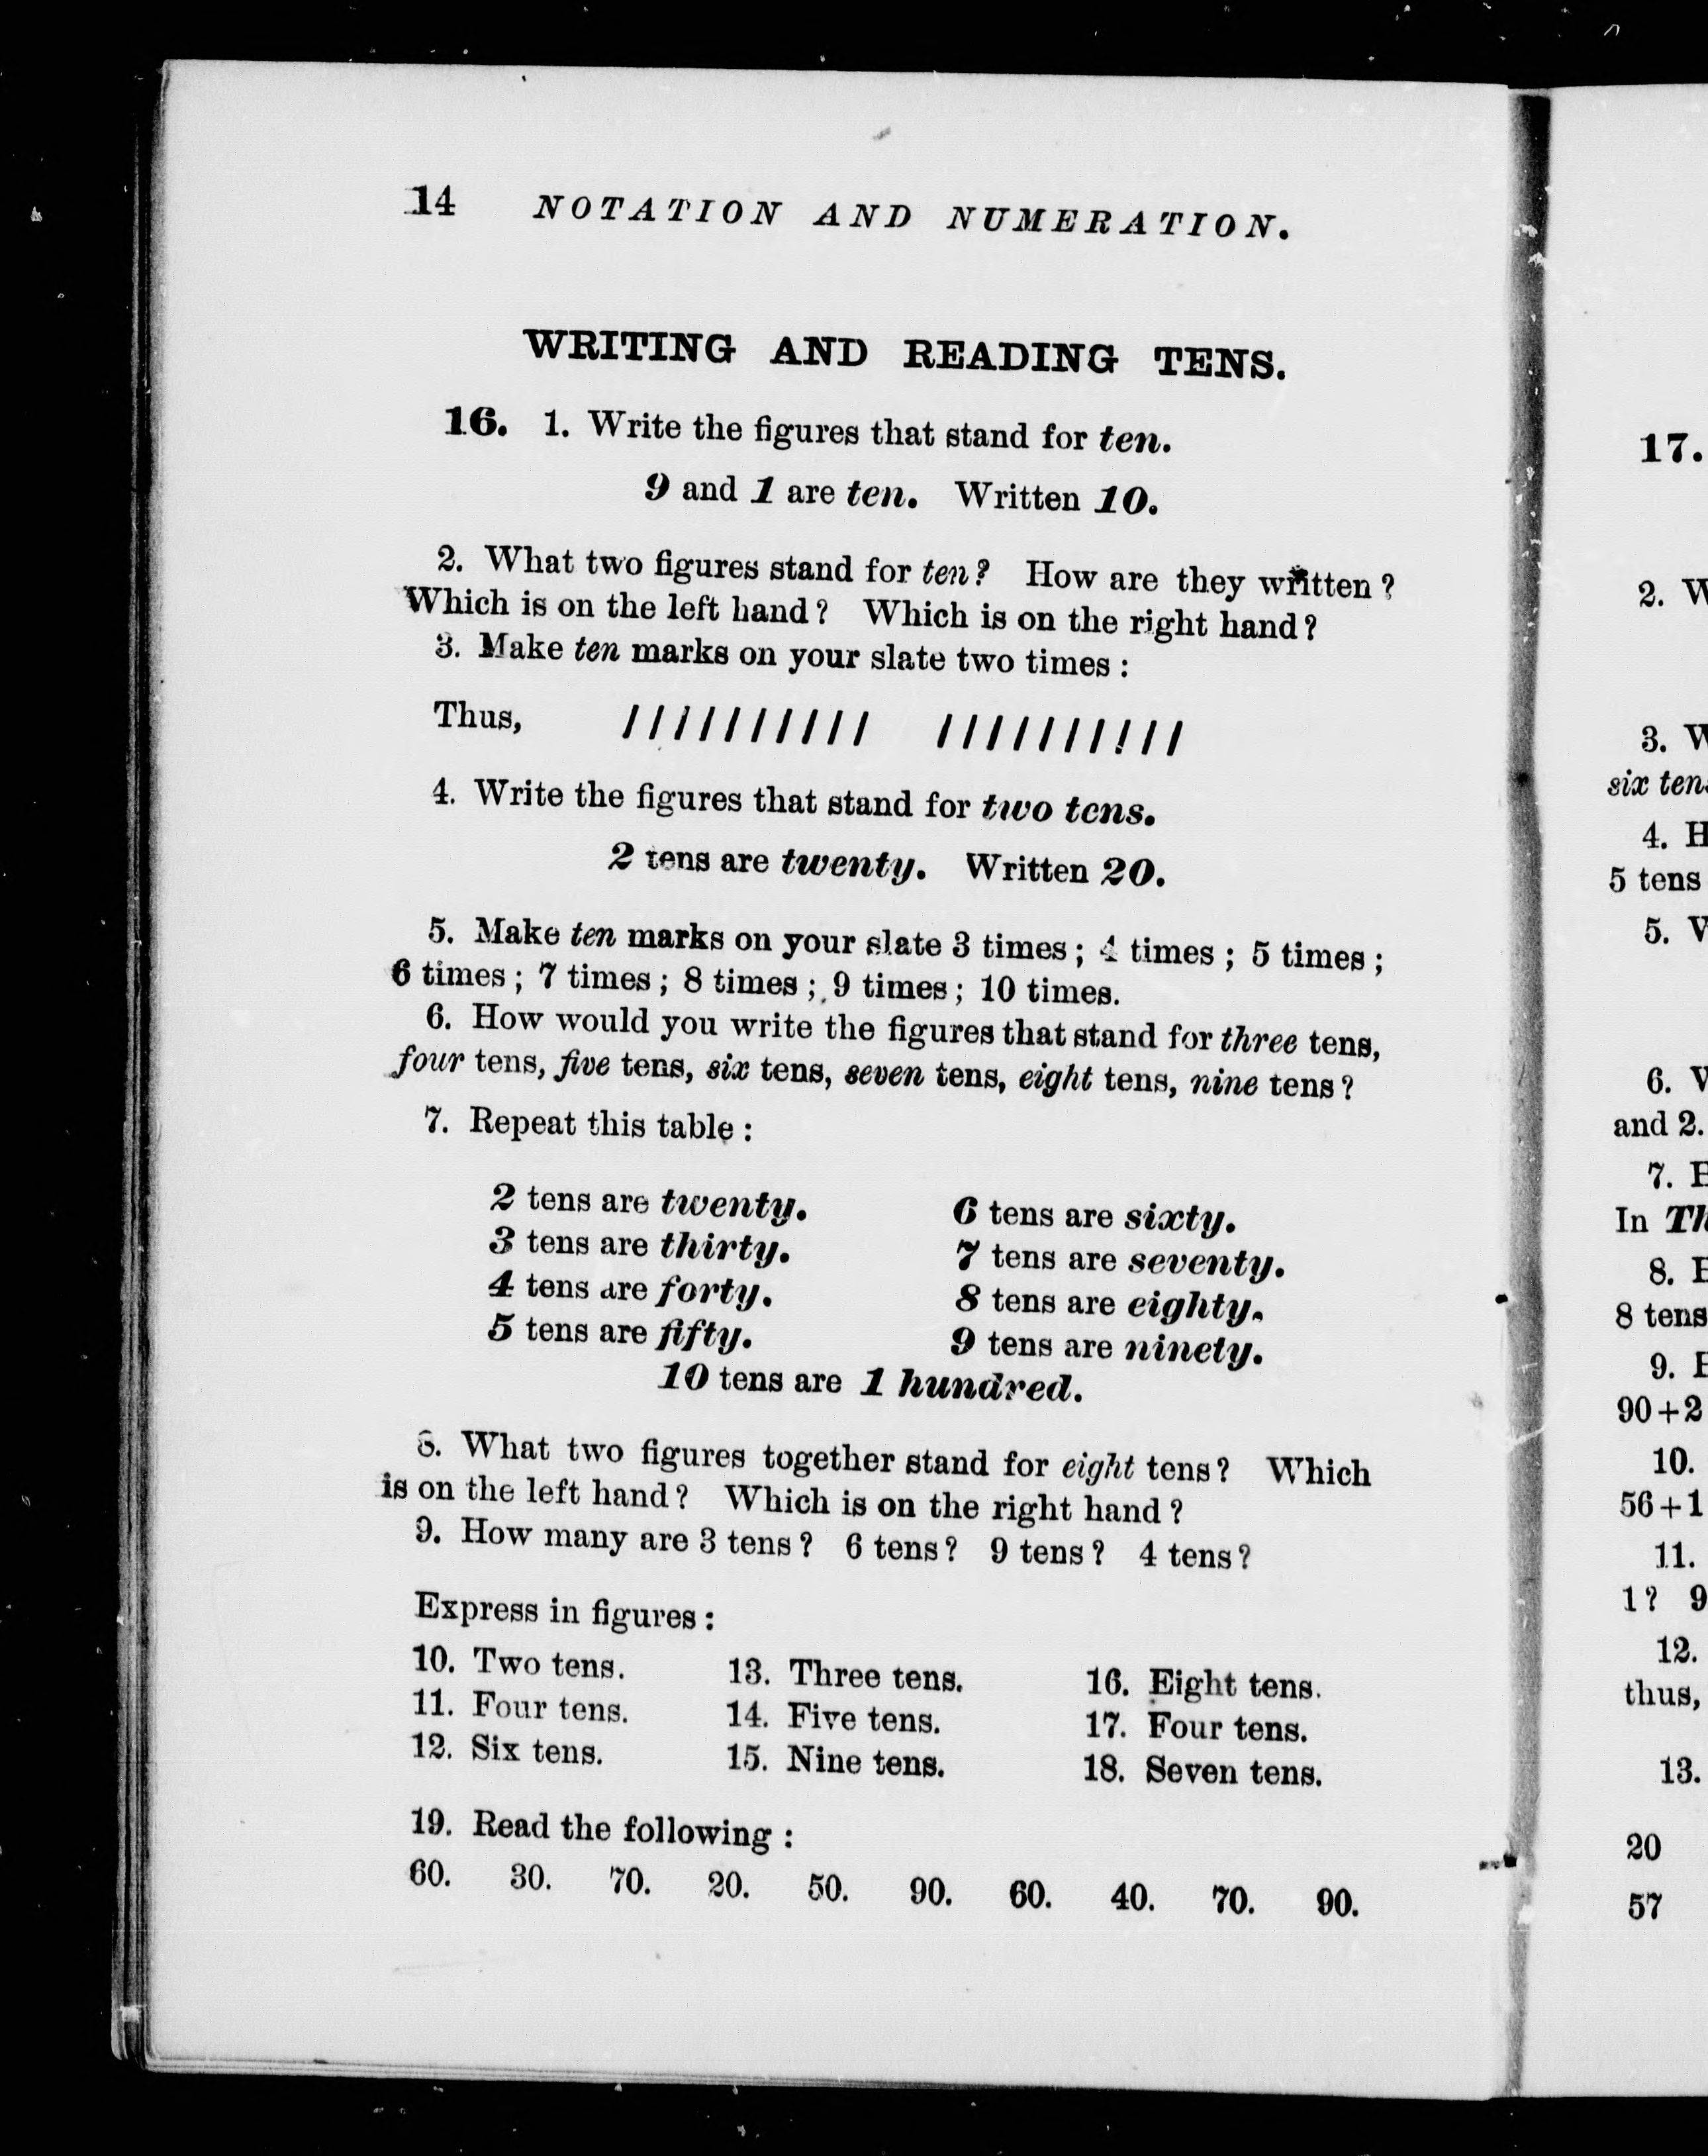 14 NOTATION AND NUMERATION.
WRITING AND READING TENS.
16. 1. Write the figures that stand for ten.
9 and 1 are ten. Written 10.
2. What two figures stand for ten? How are they written?
Which is on the left hand? Which is on the right hand?
3. Make ten marks on your slate two times:
Thus, ////////// //////////
4. Write the figures that stand for two tens.
2 tens are twenty. Written 20.
5. Make ten marks on your slate 3 times; 4 times; 5 times;
6 times; 7 times; 8 times; 9 times; 10 times.
6. How would you write the figures that stand for three tens,
four tens, five tens, six tens, seven tens, eight tens, nine tens?
7. Repeat this table:
2 tens are twenty. 6 tens are sixty.
3 tens are thirty. 7 tens are seventy.
4 tens are forty. 8 tens are eighty.
5 tens are fifty. 9 tens are ninety.
10 tens are 1 hundred.
8. What two figures together stand for eight tens? Which
is on the left hand? Which is on the right hand?
9. How many are 3 tens? 6 tens? 9 tens? 4 tens?
Express in figures:
10. Two tens. 13. Three tens. 16. Eight tens.
11. Four tens. 14. Five tens. 17. Four tens.
12. Six tens. 15. Nine tens. 18. Seven tens.
19. Read the following:
60. 30. 70. 20. 50. 90. 60. 40. 70. 90.
17.
2.
3.
six
4.
5 tens
5.
6.
and 2.
7.
In
8.
8 tens
9.
90+2
10.
56+1
11.
1? 9
12.
thus,
13.
20
57